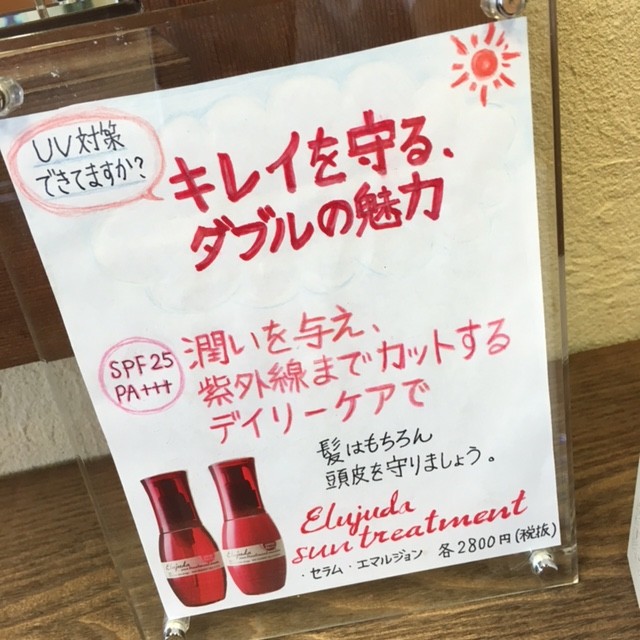 UV対策
できてますか?
キレイを守る、
ダブルの魅力
SPF25
PA+++
潤いを与え、
紫外線までカットする
デイリーケアで
髪はもちろん
頭皮を守りましょう。
Elujuda
sun treatment
・セラム・エマルジョン 各2800円(税抜)
Elujuda
Elujuda